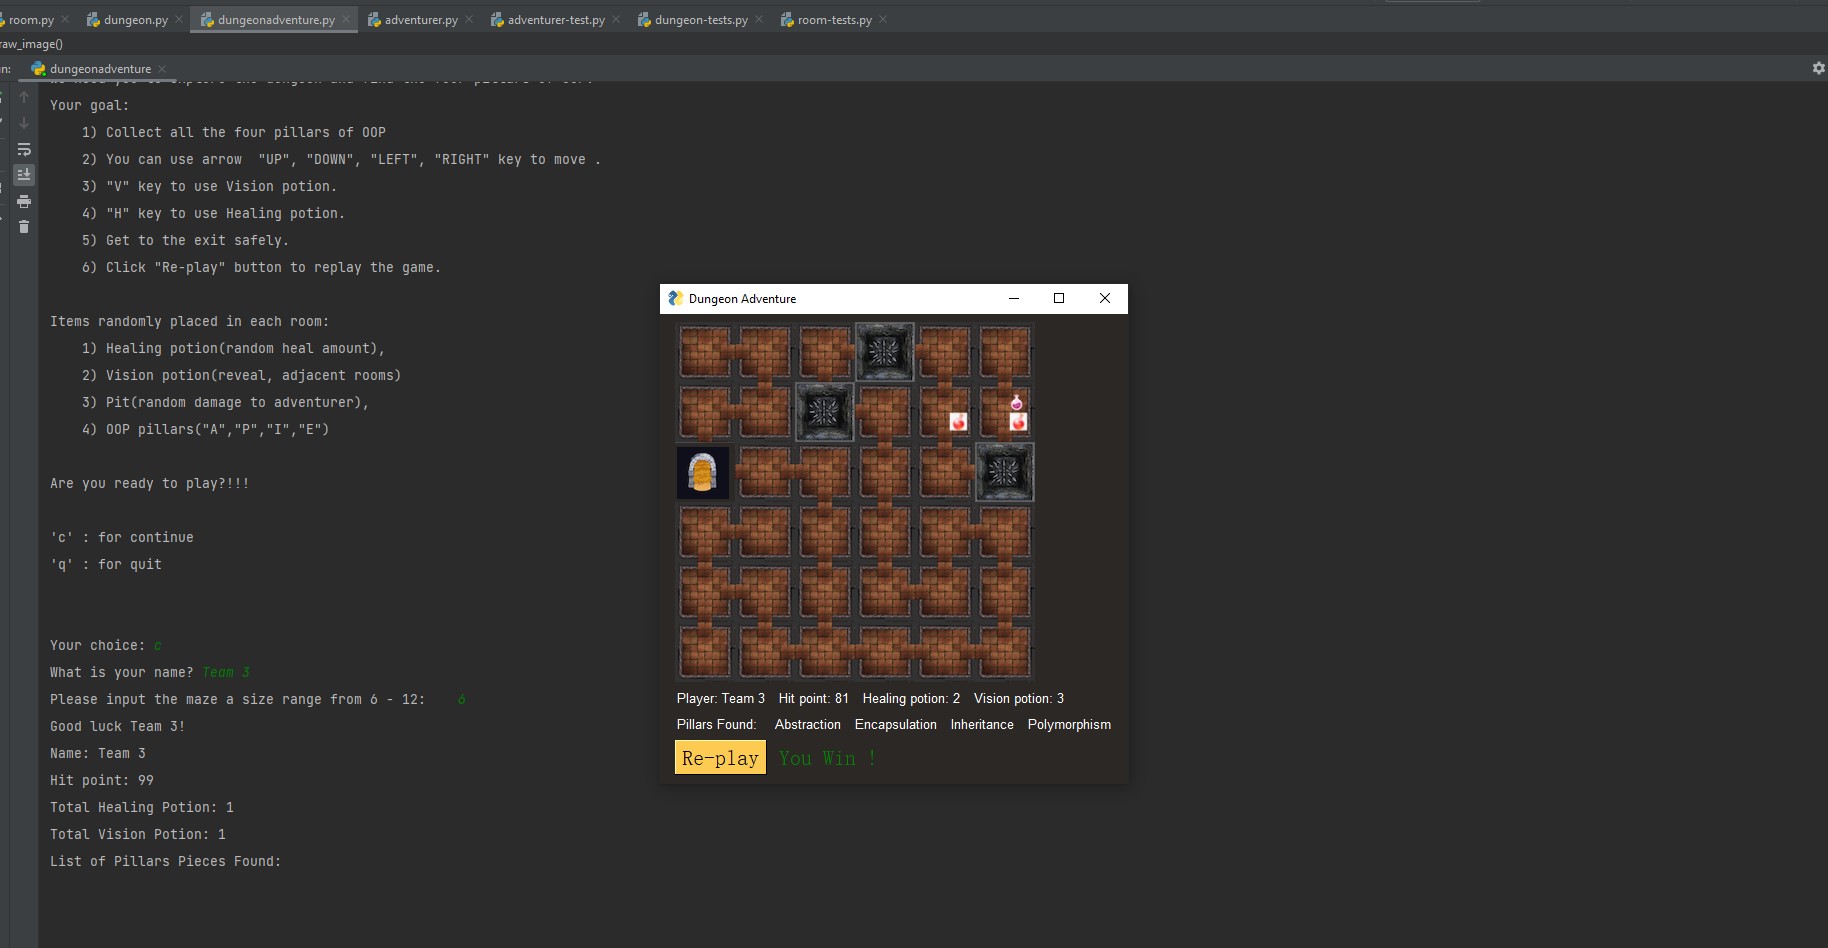 room.py dungeon.py dungeonadventure.py adventurer.py adventurer-test.py dungeon-tests.py room-tests.py
raw_image()
n: dungeonadventure
Your goal:
1) Collect all the four pillars of OOP
2) You can use arrow  "UP", "DOWN", "LEFT", "RIGHT" key to move .
3) "V" key to use Vision potion.
4) "H" key to use Healing potion.
5) Get to the exit safely.
6) Click "Re-play" button to replay the game.
Items randomly placed in each room:
1) Healing potion(random heal amount),
2) Vision potion(reveal, adjacent rooms)
3) Pit(random damage to adventurer),
4) OOP pillars("A","P","I","E")
Are you ready to play?!!!
'c' : for continue
'q' : for quit
Your choice: c
What is your name? Team 3
Please input the maze a size range from 6 - 12:    6
Good luck Team 3!
Name: Team 3
Hit point: 99
Total Healing Potion: 1
Total Vision Potion: 1
List of Pillars Pieces Found:
Dungeon Adventure
Player: Team 3 Hit point: 81 Healing potion: 2 Vision potion: 3
Pillars Found: Abstraction Encapsulation Inheritance Polymorphism
Re-play You Win !